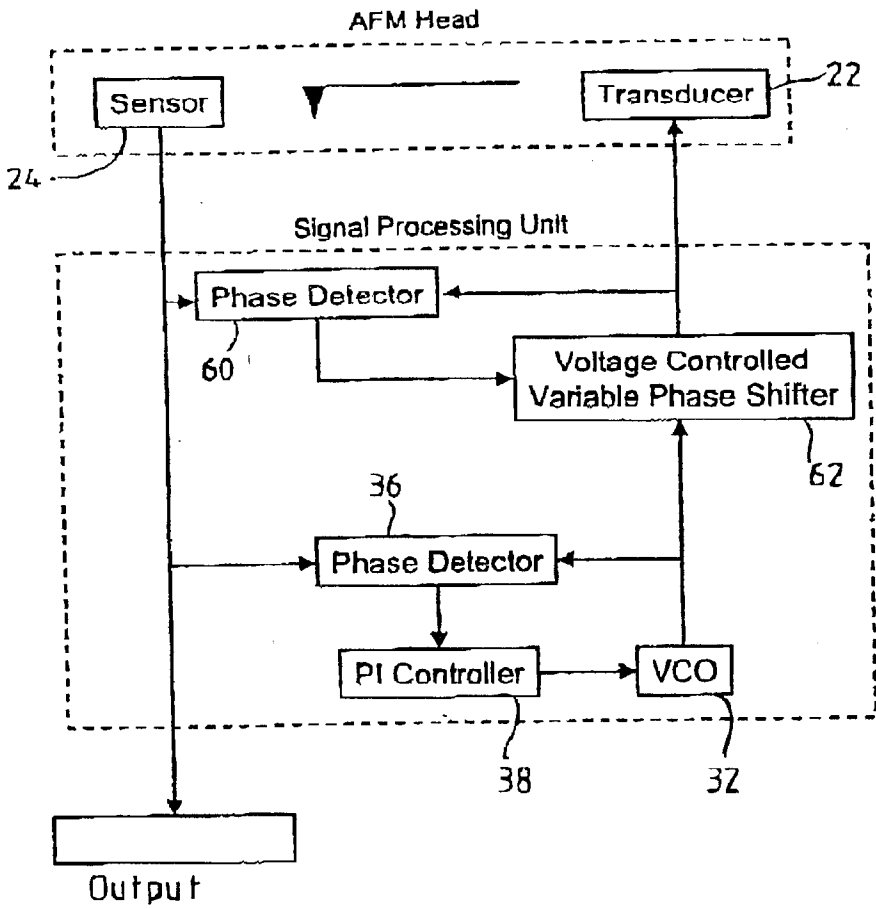 AFM Head
Sensor
Transducer
22
24
Signal Processing Unit
Phase Detector
60
Voltage Controlled
Variable Phase Shifter
62
36
Phase Detector
PI Controller
VCO
38
32
Output